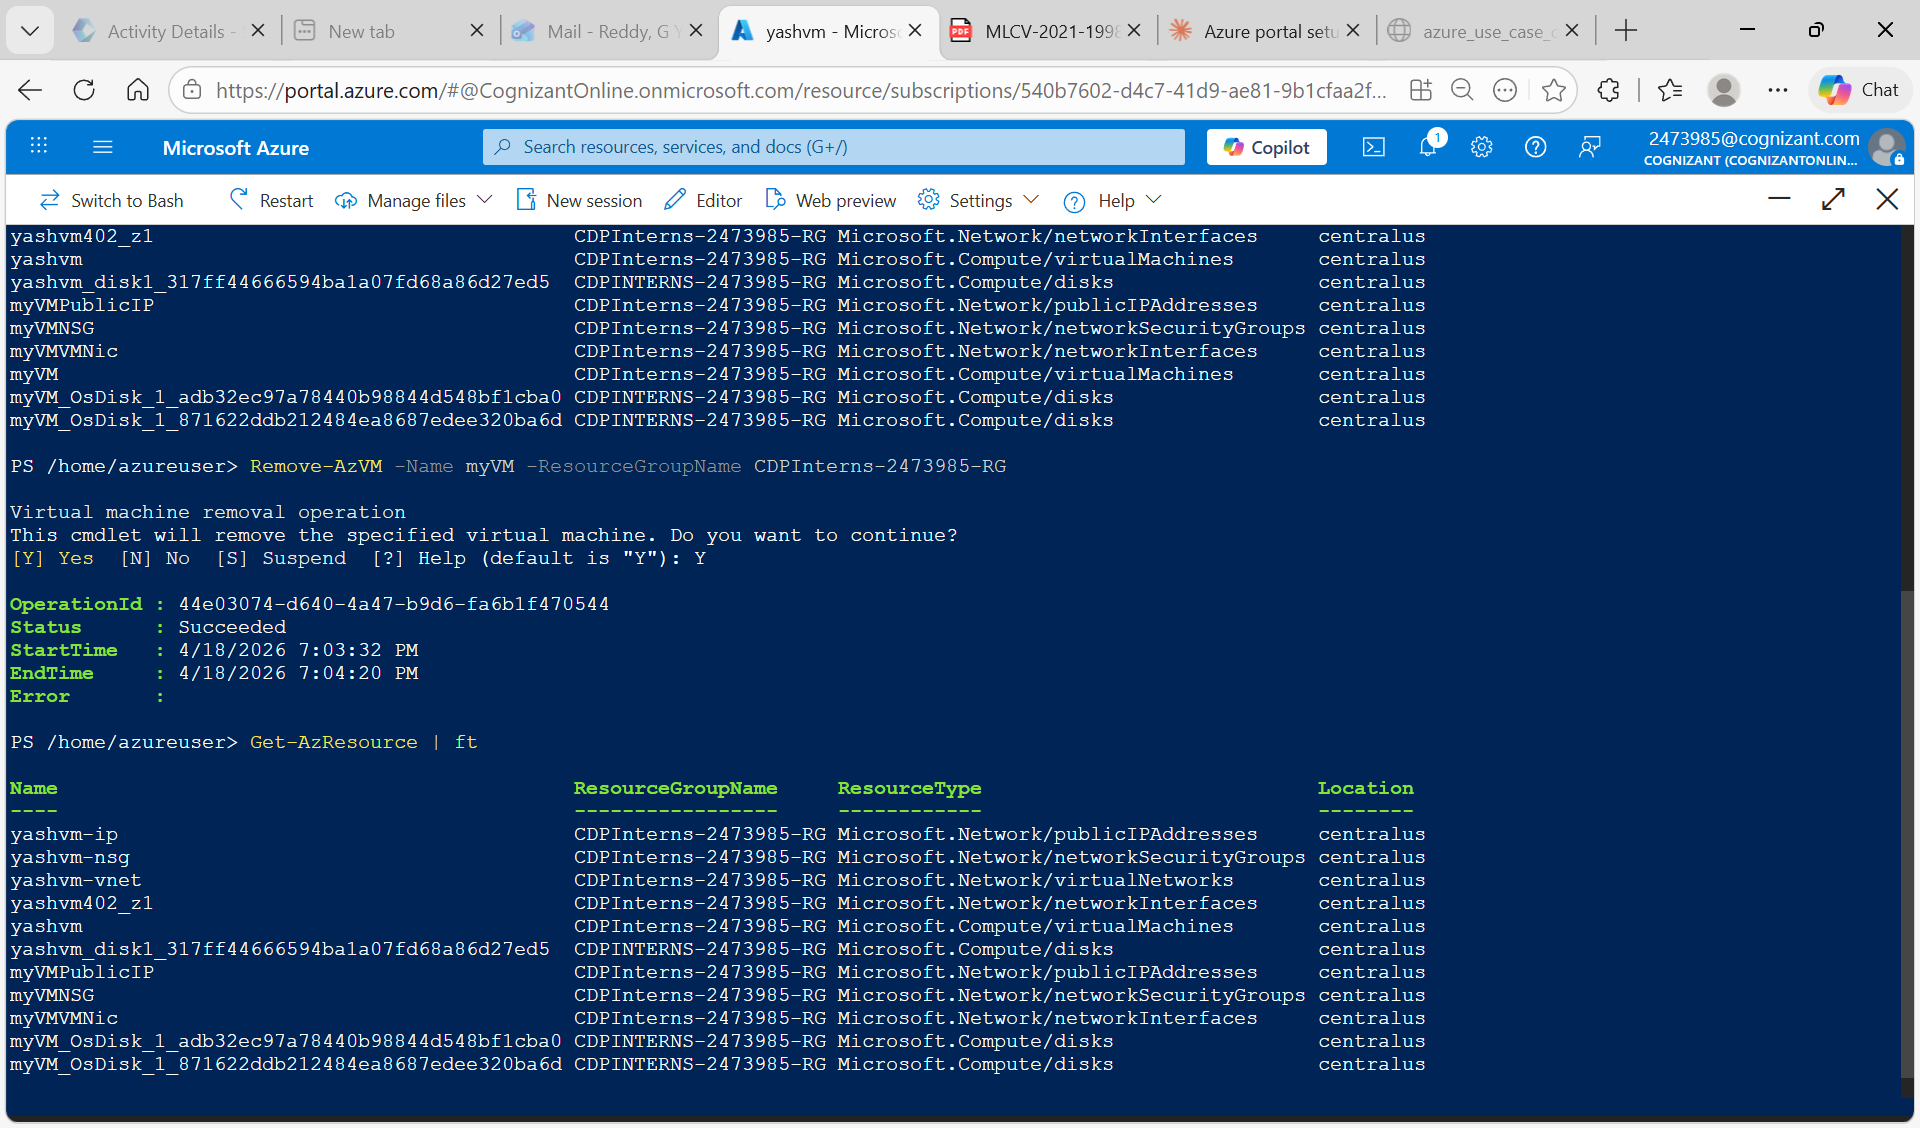 Activity Details -
New tab
Mail - Reddy, G Y
yashvm - Micros
MLCV-2021-199
Azure portal setu
azure_use_case_
https://portal.azure.com/#@CognizantOnline.onmicrosoft.com/resource/subscriptions/540b7602-d4c7-41d9-ae81-9b1cfaa2f...
Chat
Microsoft Azure
Search resources, services, and docs (G+/)
Copilot
1
2473985@cognizant.com
COGNIZANT (COGNIZANTONLIN...
Switch to Bash
Restart
Manage files
New session
Editor
Web preview
Settings
Help
yashvm402_z1 CDPInterns-2473985-RG Microsoft.Network/networkInterfaces centralus
yashvm CDPInterns-2473985-RG Microsoft.Compute/virtualMachines centralus
yashvm_disk1_317ff44666594ba1a07fd68a86d27ed5 CDPINTERNS-2473985-RG Microsoft.Compute/disks centralus
myVMPublicIP CDPInterns-2473985-RG Microsoft.Network/publicIPAddresses centralus
myVMNSG CDPInterns-2473985-RG Microsoft.Network/networkSecurityGroups centralus
myVMVMNic CDPInterns-2473985-RG Microsoft.Network/networkInterfaces centralus
myVM CDPInterns-2473985-RG Microsoft.Compute/virtualMachines centralus
myVM_OsDisk_1_adb32ec97a78440b98844d548bf1cba0 CDPINTERNS-2473985-RG Microsoft.Compute/disks centralus
myVM_OsDisk_1_871622ddb212484ea8687edee320ba6d CDPINTERNS-2473985-RG Microsoft.Compute/disks centralus
PS /home/azureuser> Remove-AzVM -Name myVM -ResourceGroupName CDPInterns-2473985-RG
Virtual machine removal operation
This cmdlet will remove the specified virtual machine. Do you want to continue?
[Y] Yes [N] No [S] Suspend [?] Help (default is "Y"): Y
OperationId : 44e03074-d640-4a47-b9d6-fa6b1f470544
Status : Succeeded
StartTime : 4/18/2026 7:03:32 PM
EndTime : 4/18/2026 7:04:20 PM
Error :
PS /home/azureuser> Get-AzResource | ft
Name ResourceGroupName ResourceType Location
---- ----------------- ------------ --------
yashvm-ip CDPInterns-2473985-RG Microsoft.Network/publicIPAddresses centralus
yashvm-nsg CDPInterns-2473985-RG Microsoft.Network/networkSecurityGroups centralus
yashvm-vnet CDPInterns-2473985-RG Microsoft.Network/virtualNetworks centralus
yashvm402_z1 CDPInterns-2473985-RG Microsoft.Network/networkInterfaces centralus
yashvm CDPInterns-2473985-RG Microsoft.Compute/virtualMachines centralus
yashvm_disk1_317ff44666594ba1a07fd68a86d27ed5 CDPINTERNS-2473985-RG Microsoft.Compute/disks centralus
myVMPublicIP CDPInterns-2473985-RG Microsoft.Network/publicIPAddresses centralus
myVMNSG CDPInterns-2473985-RG Microsoft.Network/networkSecurityGroups centralus
myVMVMNic CDPInterns-2473985-RG Microsoft.Network/networkInterfaces centralus
myVM_OsDisk_1_adb32ec97a78440b98844d548bf1cba0 CDPINTERNS-2473985-RG Microsoft.Compute/disks centralus
myVM_OsDisk_1_871622ddb212484ea8687edee320ba6d CDPINTERNS-2473985-RG Microsoft.Compute/disks centralus